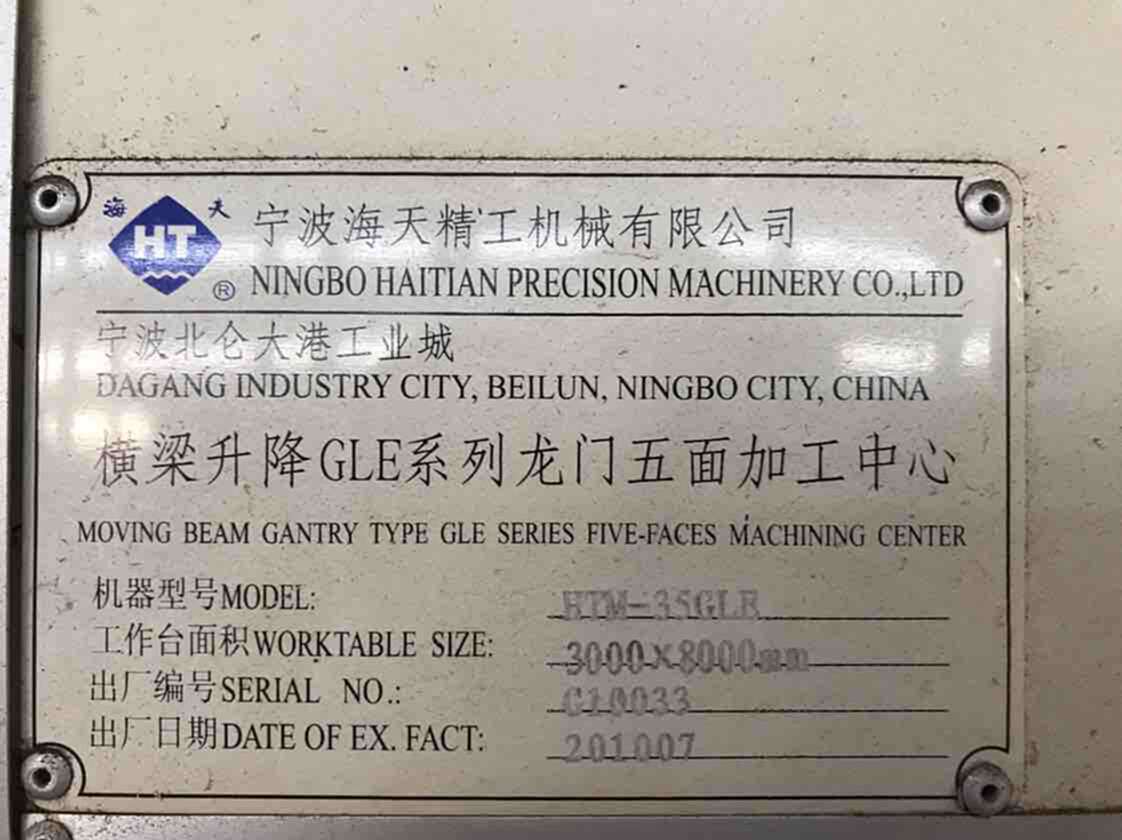 海 天 宁波海天精工机械有限公司
HT
® NINGBO HAITIAN PRECISION MACHINERY CO.,LTD
宁波北仑大港工业城
DAGANG INDUSTRY CITY, BEILUN, NINGBO CITY, CHINA
横梁升降GLE系列龙门五面加工中心
MOVING BEAM GANTRY TYPE GLE SERIES FIVE-FACES MACHINING CENTER
机器型号MODEL: HTM-35GLE
工作台面积WORKTABLE SIZE: 3000×8000mm
出厂编号SERIAL NO.: C10033
出厂日期DATE OF EX. FACT: 201007